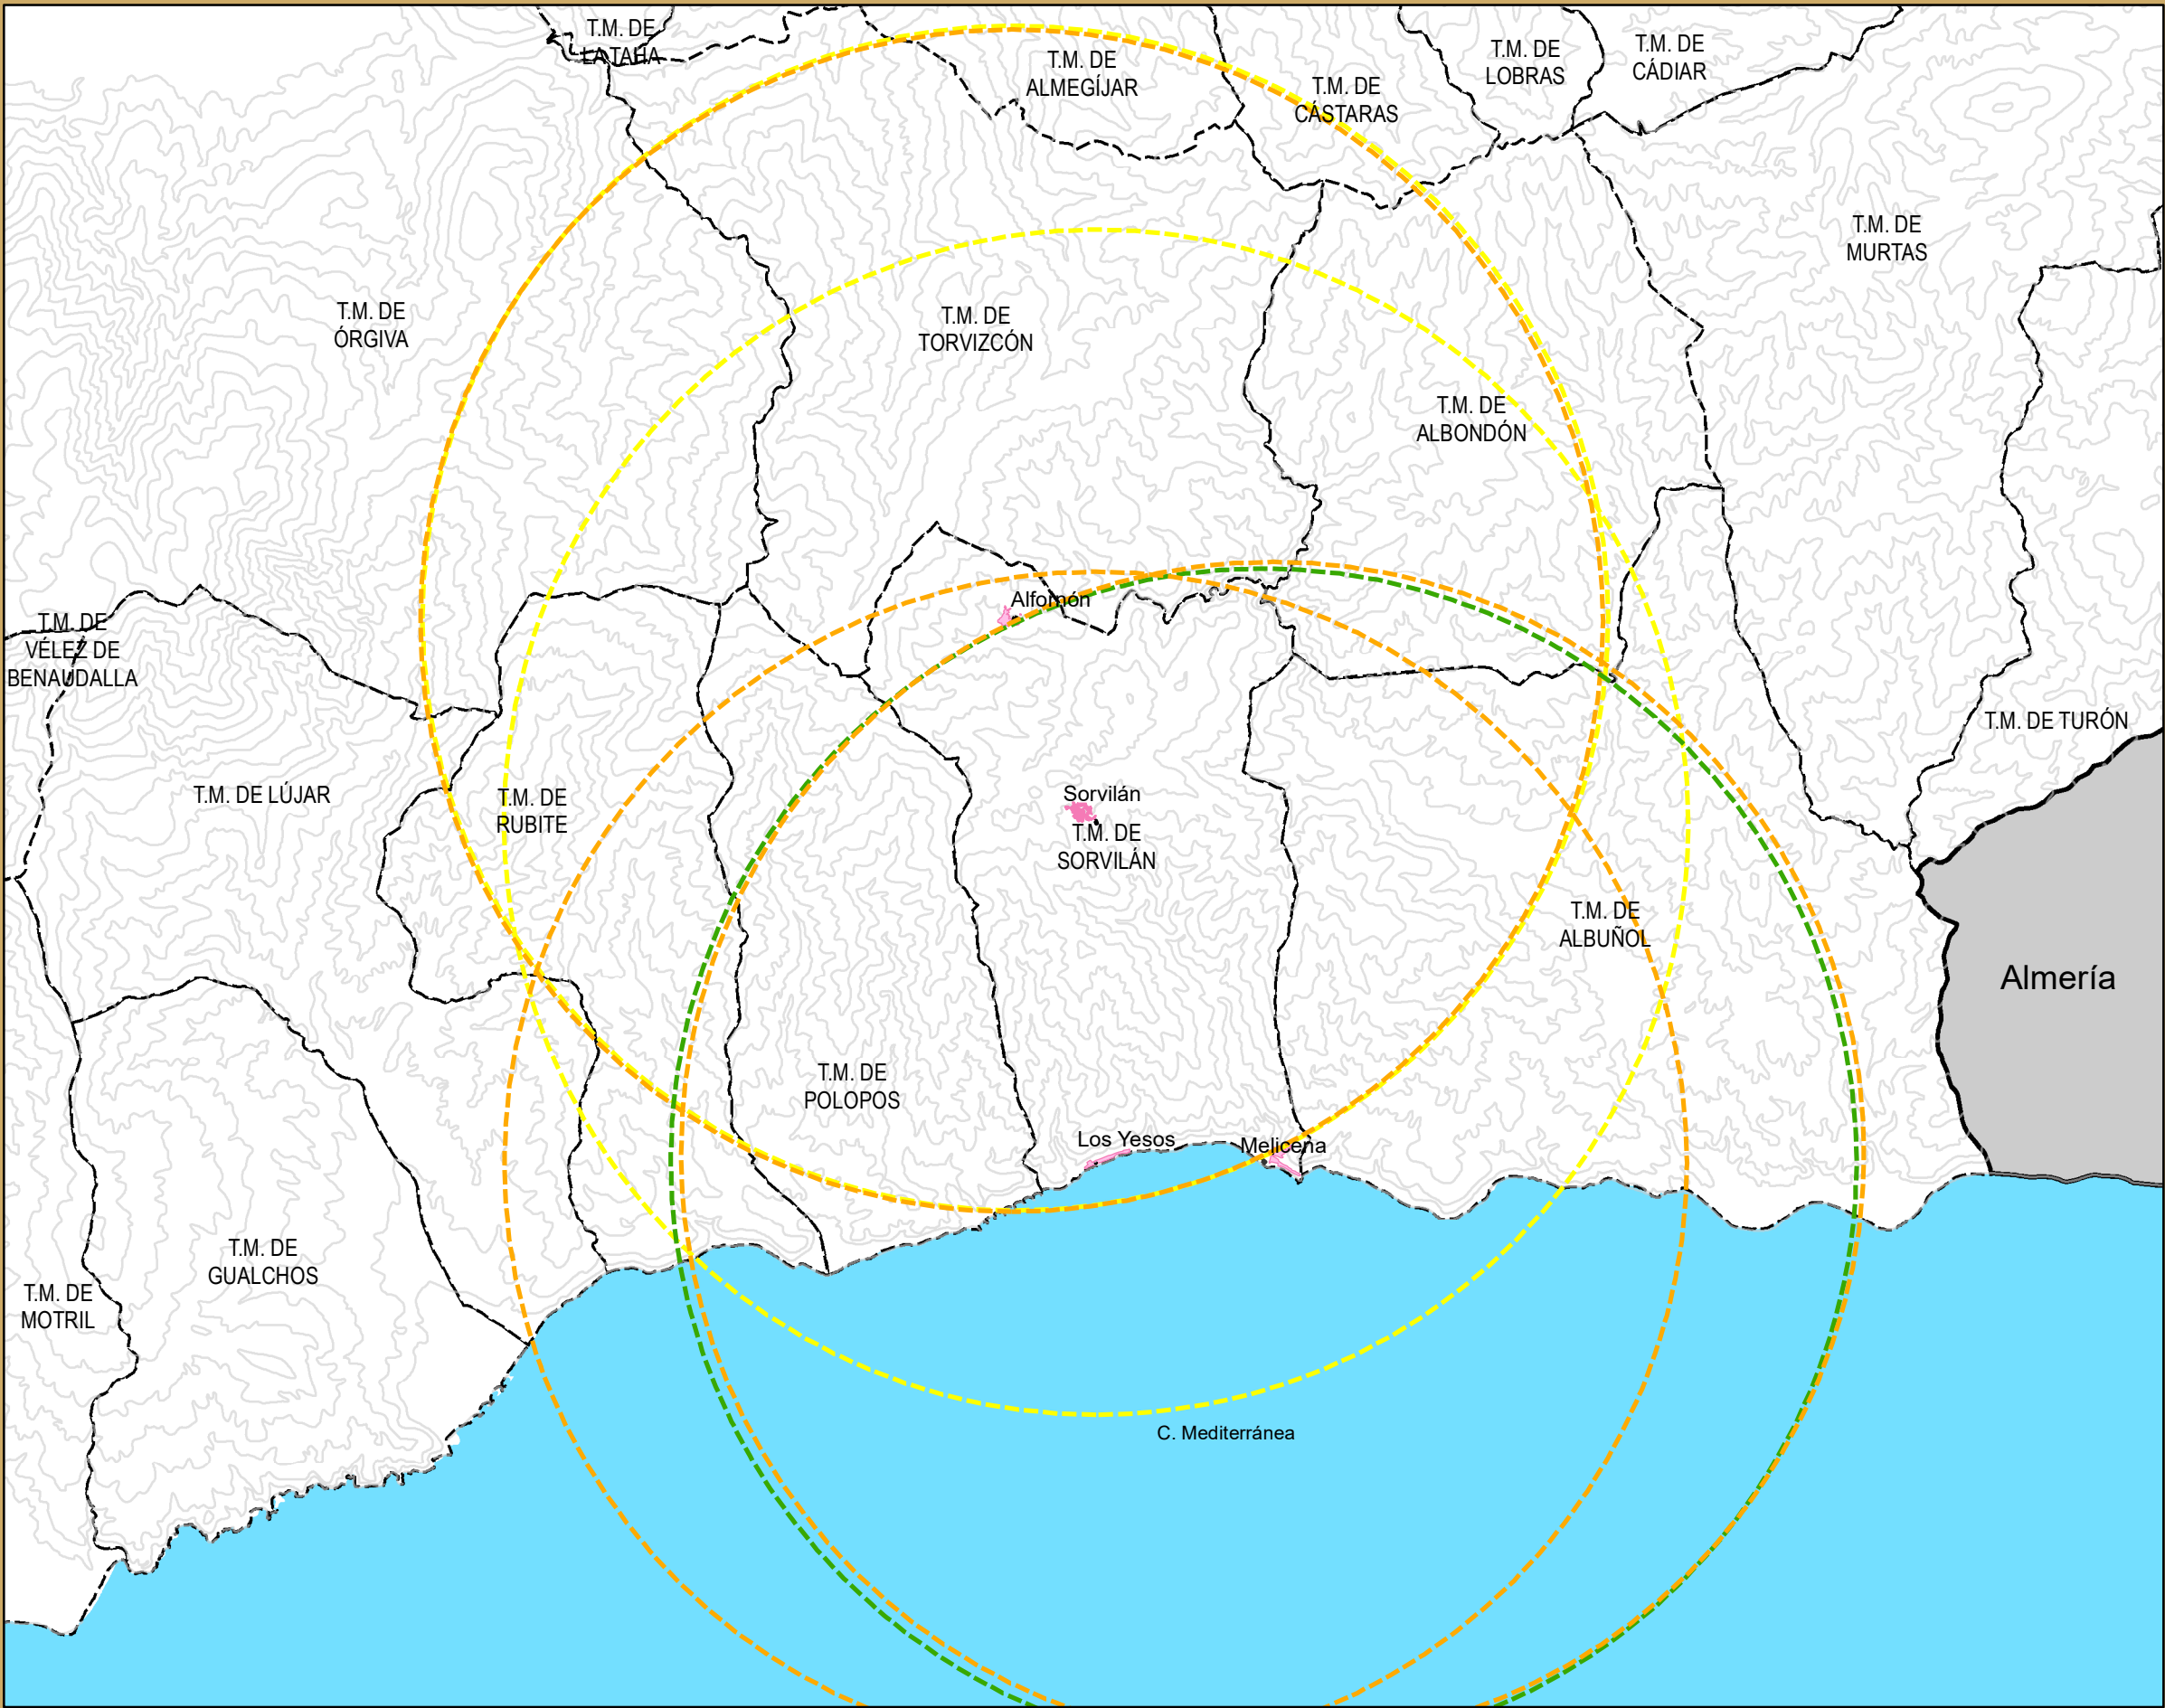 T.M. DE
LA TAHA
T.M. DE
ALMEGÍJAR
T.M. DE
CÁSTARAS
T.M. DE
LOBRAS
T.M. DE
CÁDIAR
T.M. DE
MURTAS
T.M. DE
ÓRGIVA
T.M. DE
TORVIZCÓN
T.M. DE
ALBONDÓN
Alfornón
T.M. DE
VÉLEZ DE
BENAUDALLA
T.M. DE TURÓN
T.M. DE LÚJAR
T.M. DE
RUBITE
Sorvilán
T.M. DE
SORVILÁN
T.M. DE
ALBUÑOL
Almería
T.M. DE
POLOPOS
Los Yesos
Melicena
T.M. DE
GUALCHOS
T.M. DE
MOTRIL
C. Mediterránea